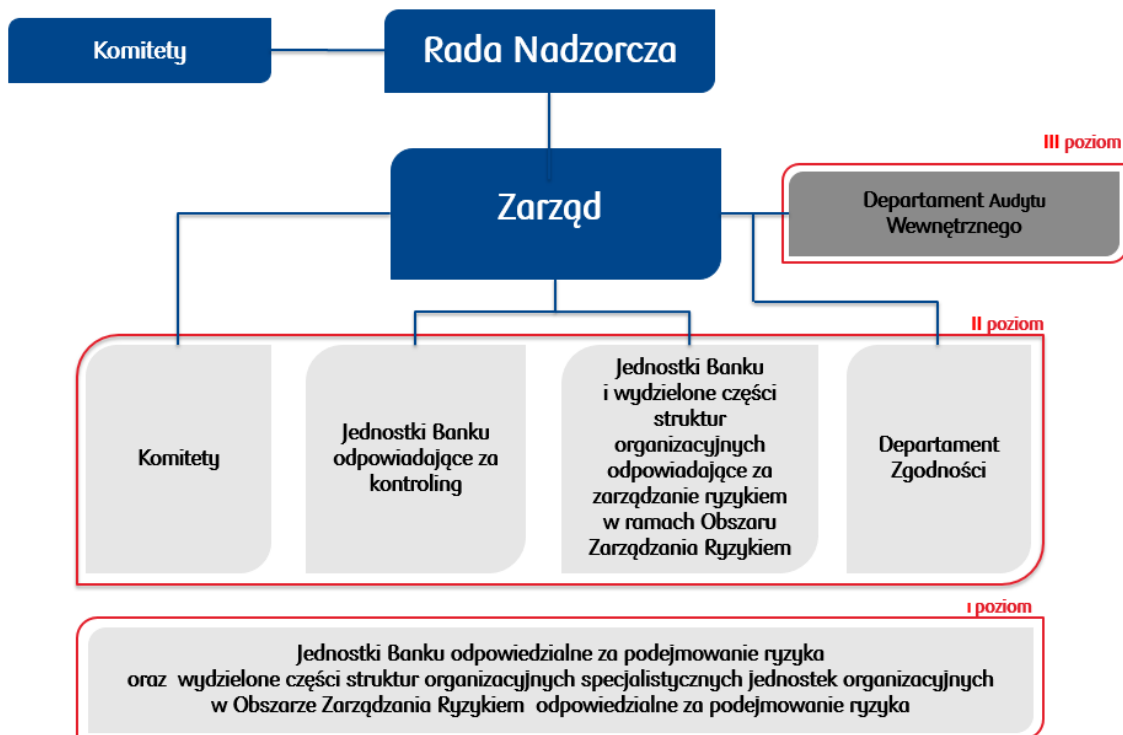 Komitety
Rada Nadzorcza
Zarząd
III poziom
Departament Audytu
Wewnętrznego
II poziom
Komitety
Jednostki Banku
odpowiadające za
kontroling
Jednostki Banku
i wydzielone części
struktur
organizacyjnych
odpowiadające za
zarządzanie ryzykiem
w ramach Obszaru
Zarządzania Ryzykiem
Departament
Zgodności
I poziom
Jednostki Banku odpowiedzialne za podejmowanie ryzyka
oraz wydzielone części struktur organizacyjnych specjalistycznych jednostek organizacyjnych
w Obszarze Zarządzania Ryzykiem odpowiedzialne za podejmowanie ryzyka